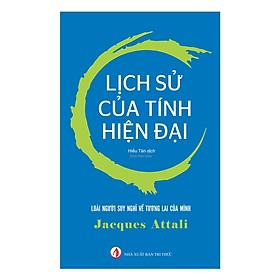 LỊCH SỬ
CỦA TÍNH
HIỆN ĐẠI
Hiếu Tân dịch
LOÀI NGƯỜI SUY NGHĨ VỀ TƯƠNG LAI CỦA MÌNH
Jacques Attali
NHÀ XUẤT BẢN TRI THỨC